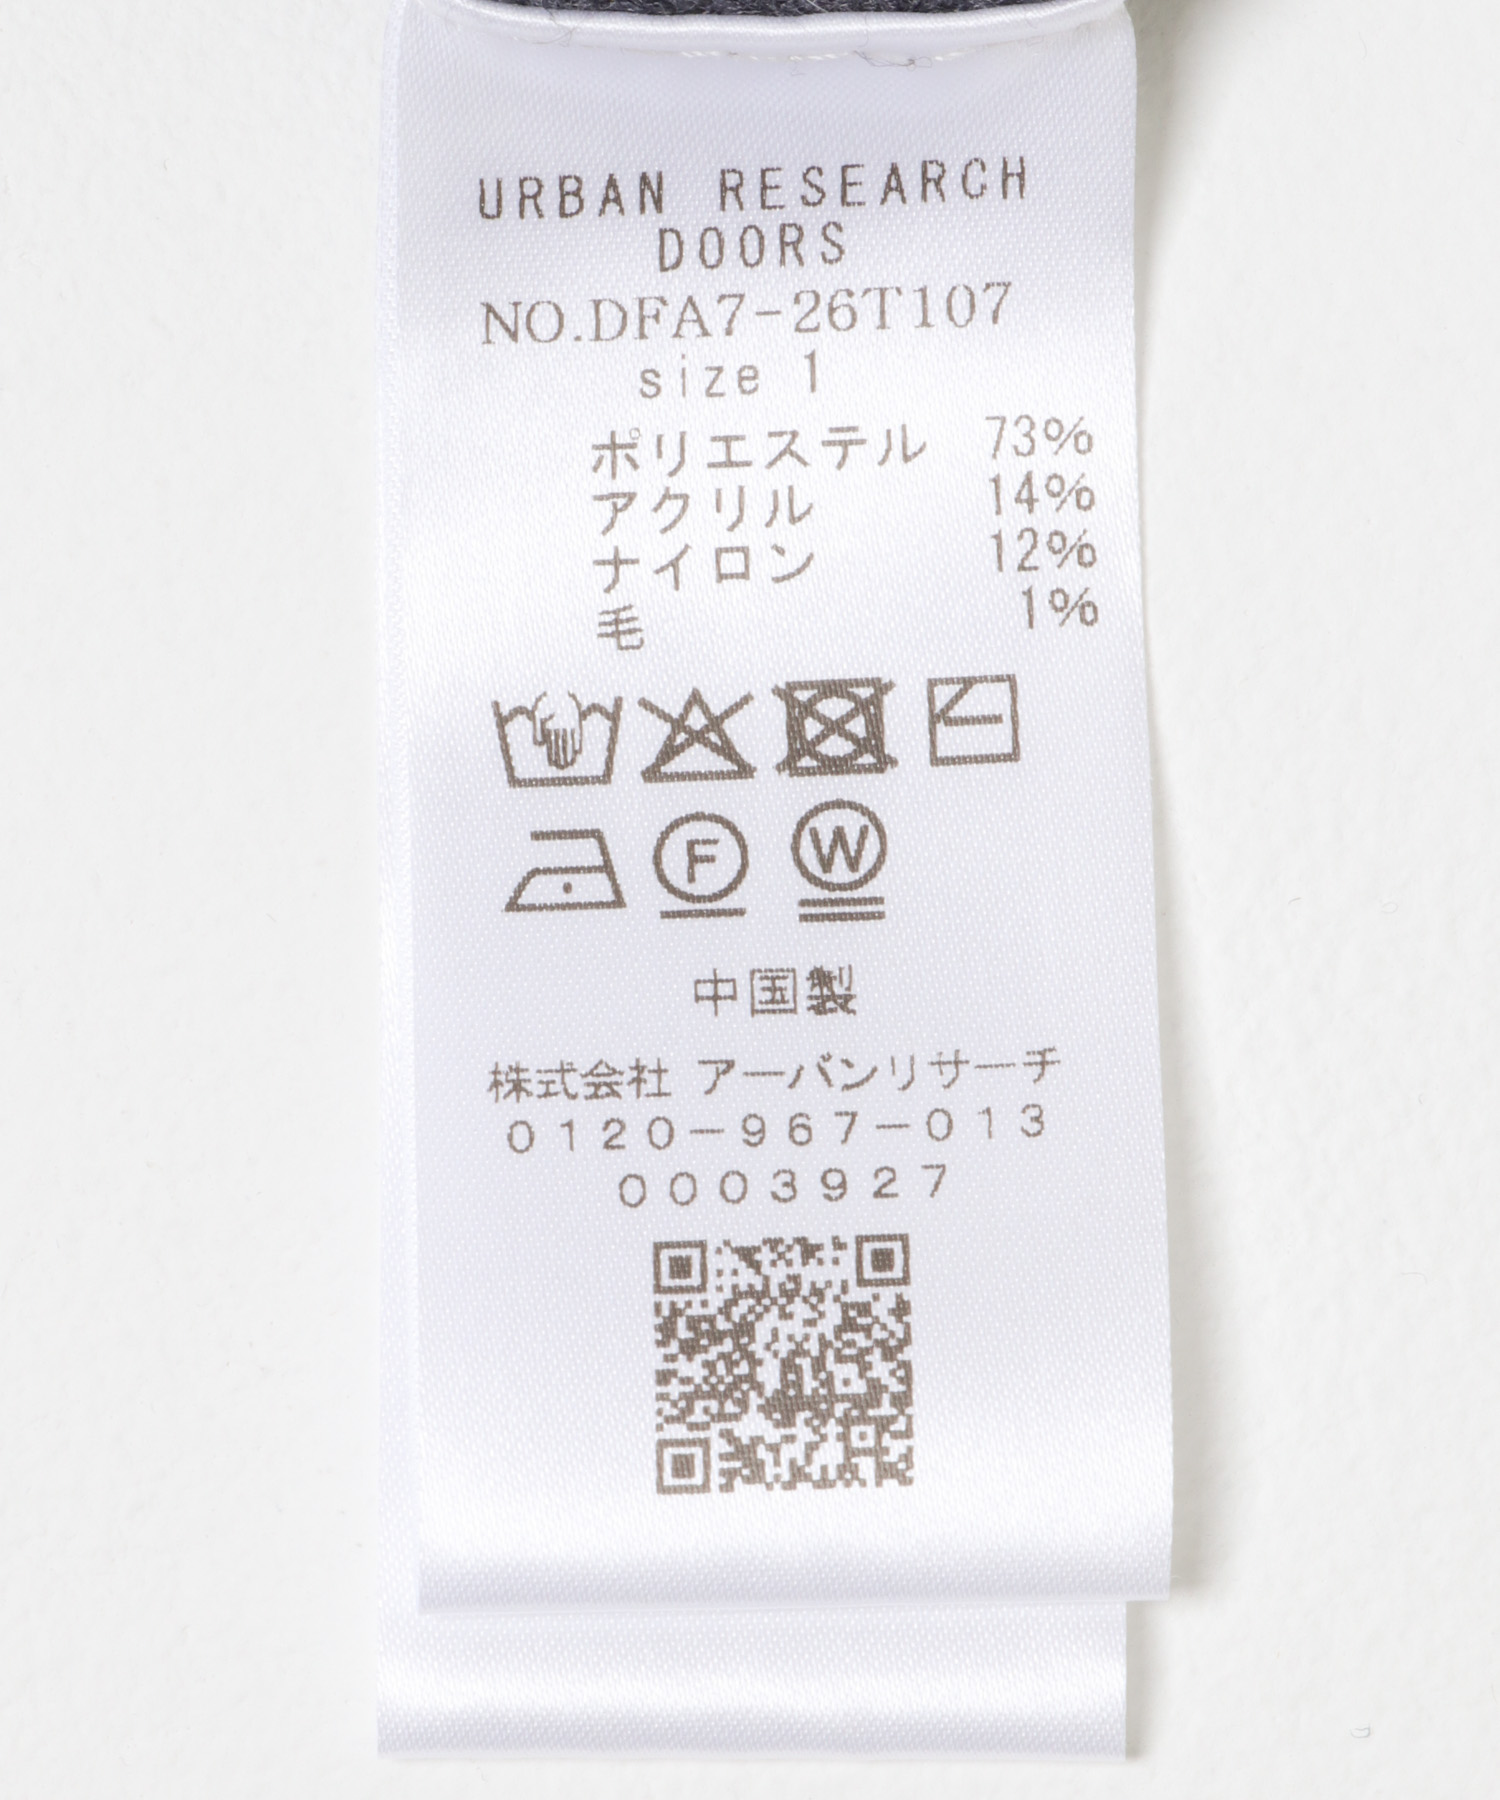 URBAN RESEARCH
DOORS
NO.DFA7-26T107
size 1
ポリエステル 73%
アクリル 14%
ナイロン 12%
毛 1%
F W
中国製
株式会社 アーバンリサーチ
0120-967-013
0003927